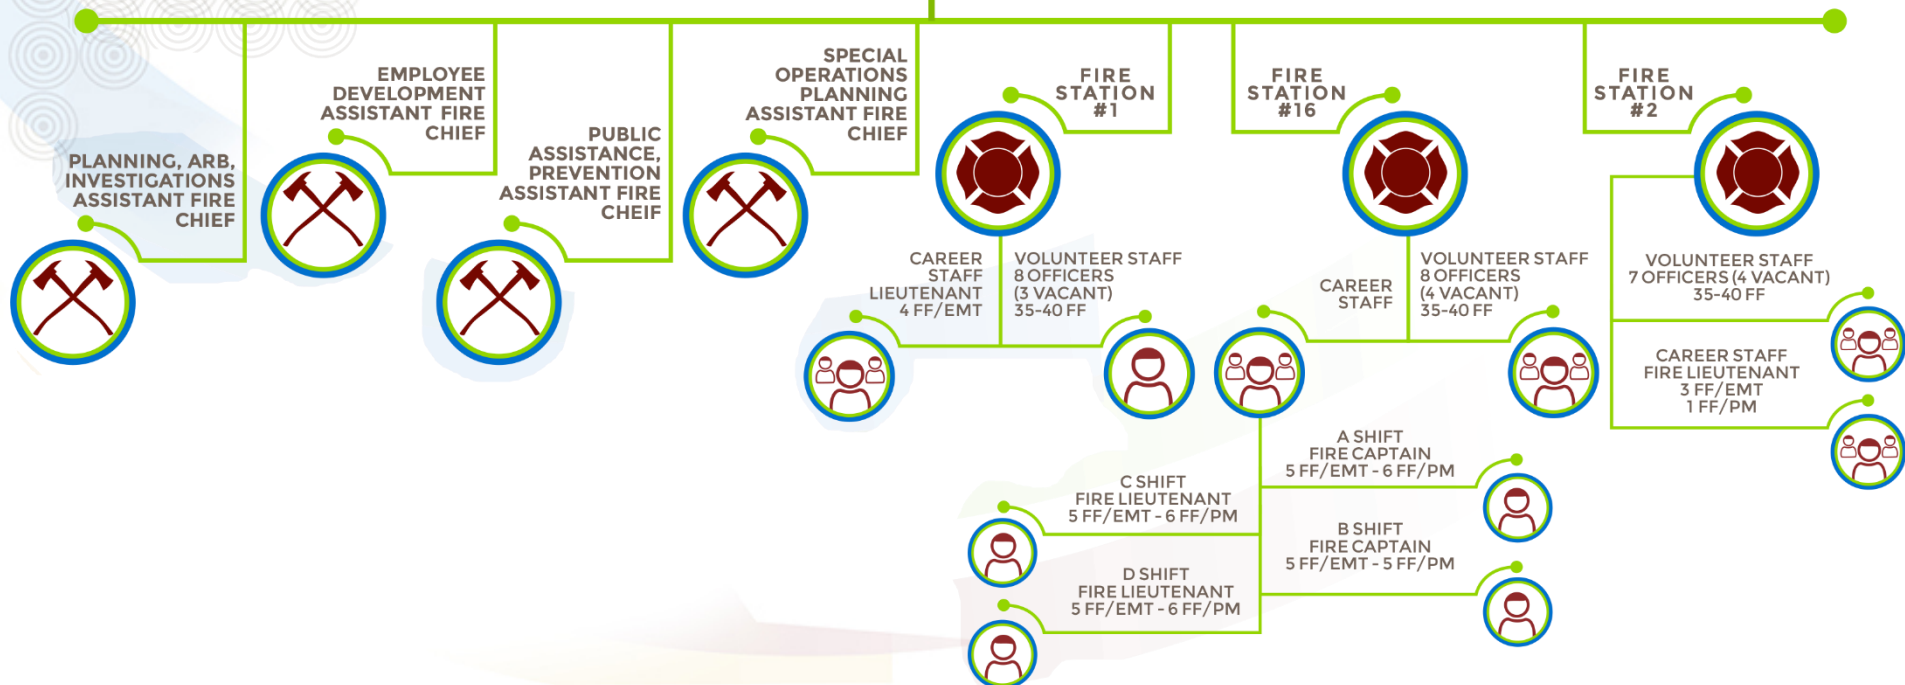 PLANNING, ARB,
INVESTIGATIONS
ASSISTANT FIRE
CHIEF
EMPLOYEE
DEVELOPMENT
ASSISTANT FIRE
CHIEF
PUBLIC
ASSISTANCE,
PREVENTION
ASSISTANT FIRE
CHEIF
SPECIAL
OPERATIONS
PLANNING
ASSISTANT FIRE
CHIEF
FIRE
STATION
#1
CAREER
STAFF
LIEUTENANT
4 FF/EMT
VOLUNTEER STAFF
8 OFFICERS
(3 VACANT)
35-40 FF
FIRE
STATION
#16
CAREER
STAFF
VOLUNTEER STAFF
8 OFFICERS
(4 VACANT)
35-40 FF
A SHIFT
FIRE CAPTAIN
5 FF/EMT - 6 FF/PM
B SHIFT
FIRE CAPTAIN
5 FF/EMT - 5 FF/PM
C SHIFT
FIRE LIEUTENANT
5 FF/EMT - 6 FF/PM
D SHIFT
FIRE LIEUTENANT
5 FF/EMT - 6 FF/PM
FIRE
STATION
#2
VOLUNTEER STAFF
7 OFFICERS (4 VACANT)
35-40 FF
CAREER STAFF
FIRE LIEUTENANT
3 FF/EMT
1 FF/PM